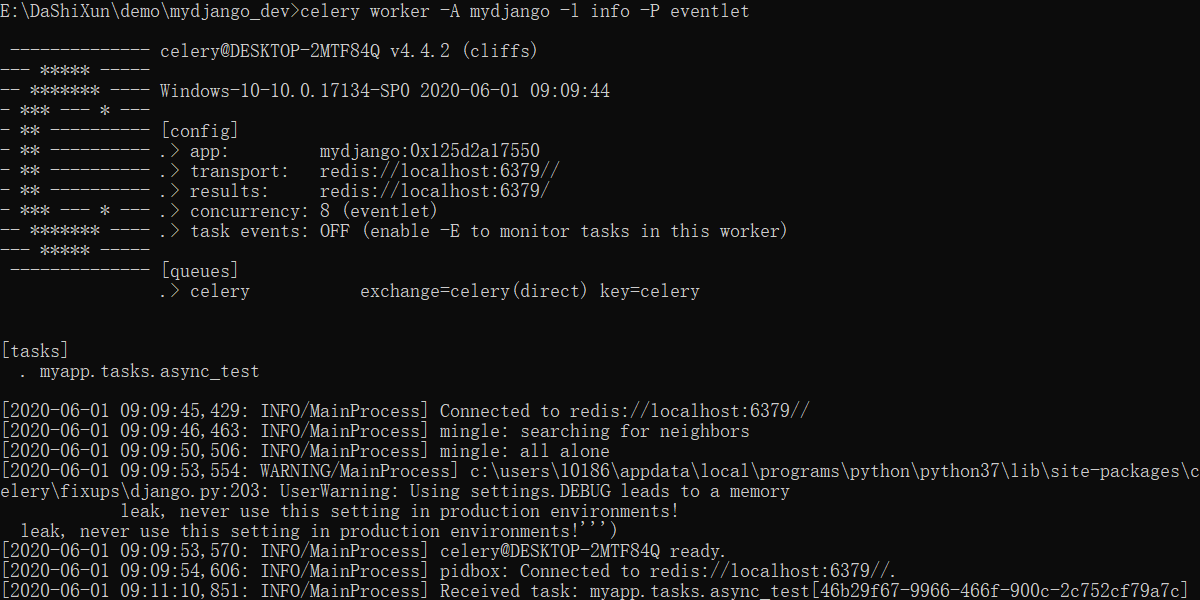 E:\DaShiXun\demo\mydjango_dev>celery worker -A mydjango -l info -P eventlet
 -------------- celery@DESKTOP-2MTF84Q v4.4.2 (cliffs)
--- ***** -----
-- ******* ---- Windows-10-10.0.17134-SP0 2020-06-01 09:09:44
- *** --- * ---
- ** ---------- [config]
- ** ---------- .> app:         mydjango:0x125d2a17550
- ** ---------- .> transport:   redis://localhost:6379//
- ** ---------- .> results:     redis://localhost:6379/
- *** --- * --- .> concurrency: 8 (eventlet)
-- ******* ---- .> task events: OFF (enable -E to monitor tasks in this worker)
--- ***** -----
 -------------- [queues]
                .> celery           exchange=celery(direct) key=celery
[tasks]
  . myapp.tasks.async_test
[2020-06-01 09:09:45,429: INFO/MainProcess] Connected to redis://localhost:6379//
[2020-06-01 09:09:46,463: INFO/MainProcess] mingle: searching for neighbors
[2020-06-01 09:09:50,506: INFO/MainProcess] mingle: all alone
[2020-06-01 09:09:53,554: WARNING/MainProcess] c:\users\10186\appdata\local\programs\python\python37\lib\site-packages\c
elery\fixups\django.py:203: UserWarning: Using settings.DEBUG leads to a memory
            leak, never use this setting in production environments!
  leak, never use this setting in production environments!''')
[2020-06-01 09:09:53,570: INFO/MainProcess] celery@DESKTOP-2MTF84Q ready.
[2020-06-01 09:09:54,606: INFO/MainProcess] pidbox: Connected to redis://localhost:6379//.
[2020-06-01 09:11:10,851: INFO/MainProcess] Received task: myapp.tasks.async_test[46b29f67-9966-466f-900c-2c752cf79a7c]